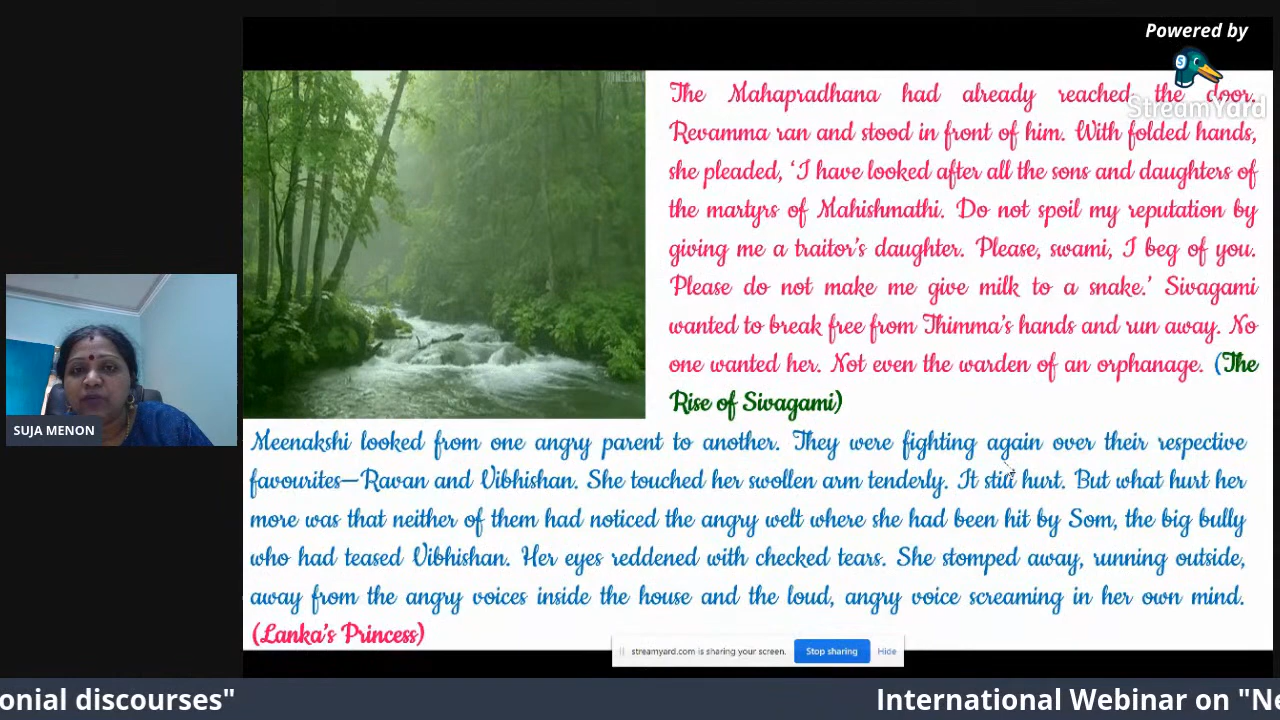 Powered by
StreamYard
The Mahapradhana had already reached the door.
Revamma ran and stood in front of him. With folded hands,
she pleaded, ‘I have looked after all the sons and daughters of
the martyrs of Mahishmathi. Do not spoil my reputation by
giving me a traitor’s daughter. Please, swami, I beg of you.
Please do not make me give milk to a snake.’ Sivagami
wanted to break free from Thimma’s hands and run away. No
one wanted her. Not even the warden of an orphanage. (The
Rise of Sivagami)
SUJA MENON
Meenakshi looked from one angry parent to another. They were fighting again over their respective
favourites—Ravan and Vibhishan. She touched her swollen arm tenderly. It still hurt. But what hurt her
more was that neither of them had noticed the angry welt where she had been hit by Som, the big bully
who had teased Vibhishan. Her eyes reddened with checked tears. She stomped away, running outside,
away from the angry voices inside the house and the loud, angry voice screaming in her own mind.
(Lanka’s Princess)
streamyard.com is sharing your screen. Stop sharing Hide
onial discourses" International Webinar on "Ne